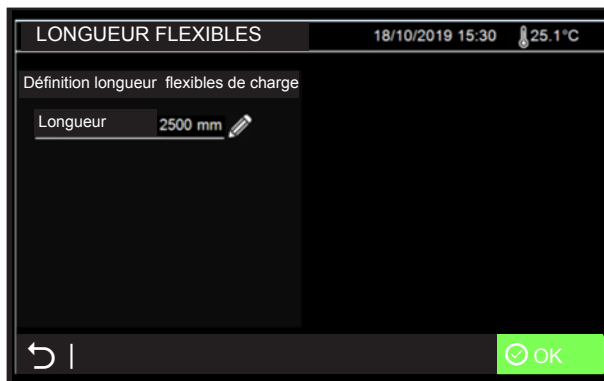 LONGUEUR FLEXIBLES 18/10/2019 15:30 25.1°C
Définition longueur flexibles de charge
Longueur 2500 mm
OK